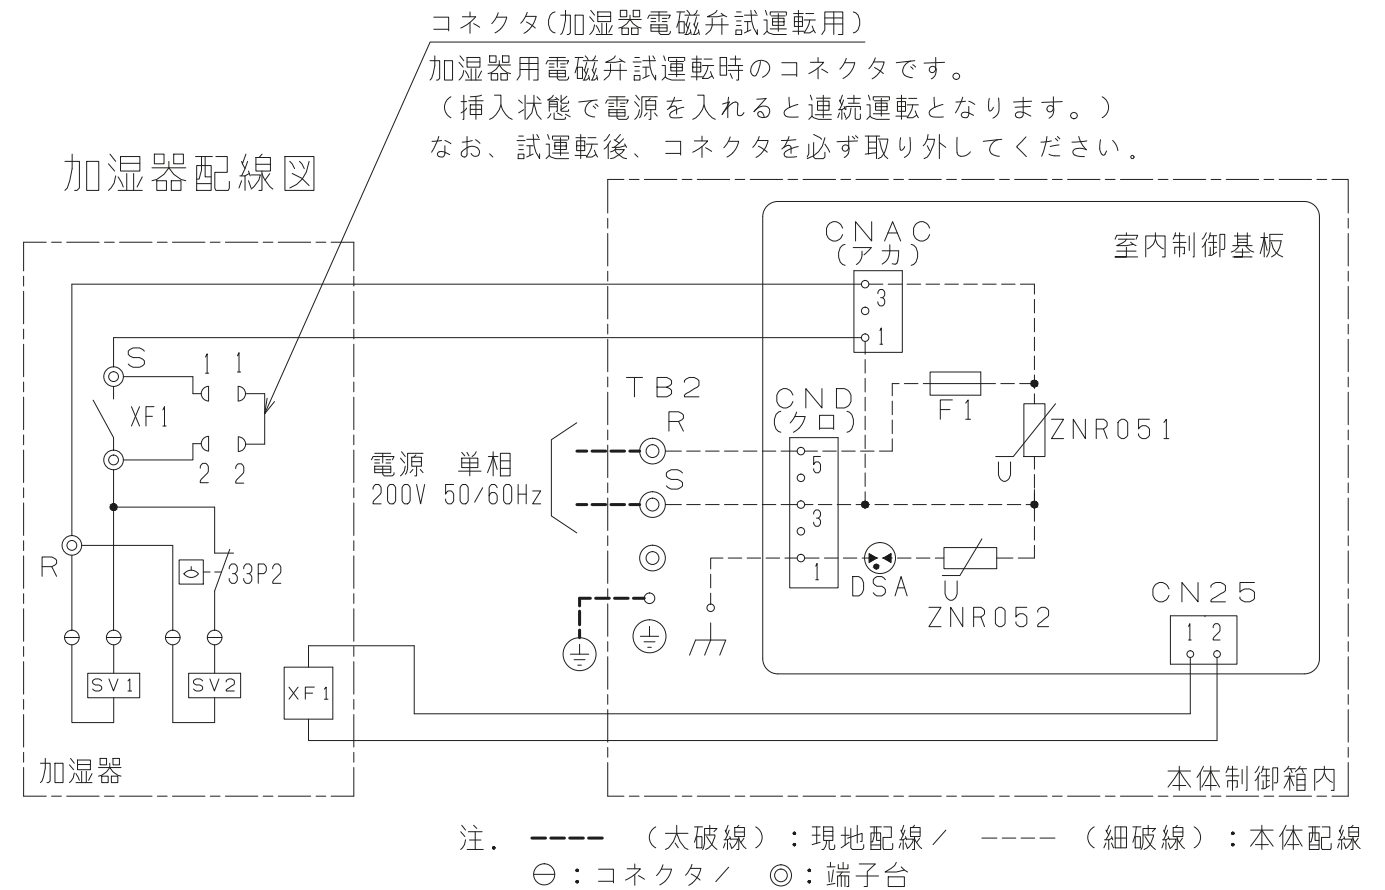 コネクタ(加湿器電磁弁試運転用)
加湿器用電磁弁試運転時のコネクタです。
(挿入状態で電源を入れると連続運転となります。)
なお、試運転後、コネクタを必ず取り外してください。
加湿器配線図
CNAC
(アカ)
室内制御基板
3
1
S
1 1
XF1
2 2
TB2
R
S
CND
(クロ)
5
3
1
F1
ZNR051
U
電源 単相
200V 50/60Hz
R
33P2
DSA
U
ZNR052
CN25
1 2
SV1
SV2
XF1
加湿器
本体制御箱内
注. (太破線):現地配線/ (細破線):本体配線
:コネクタ/ :端子台